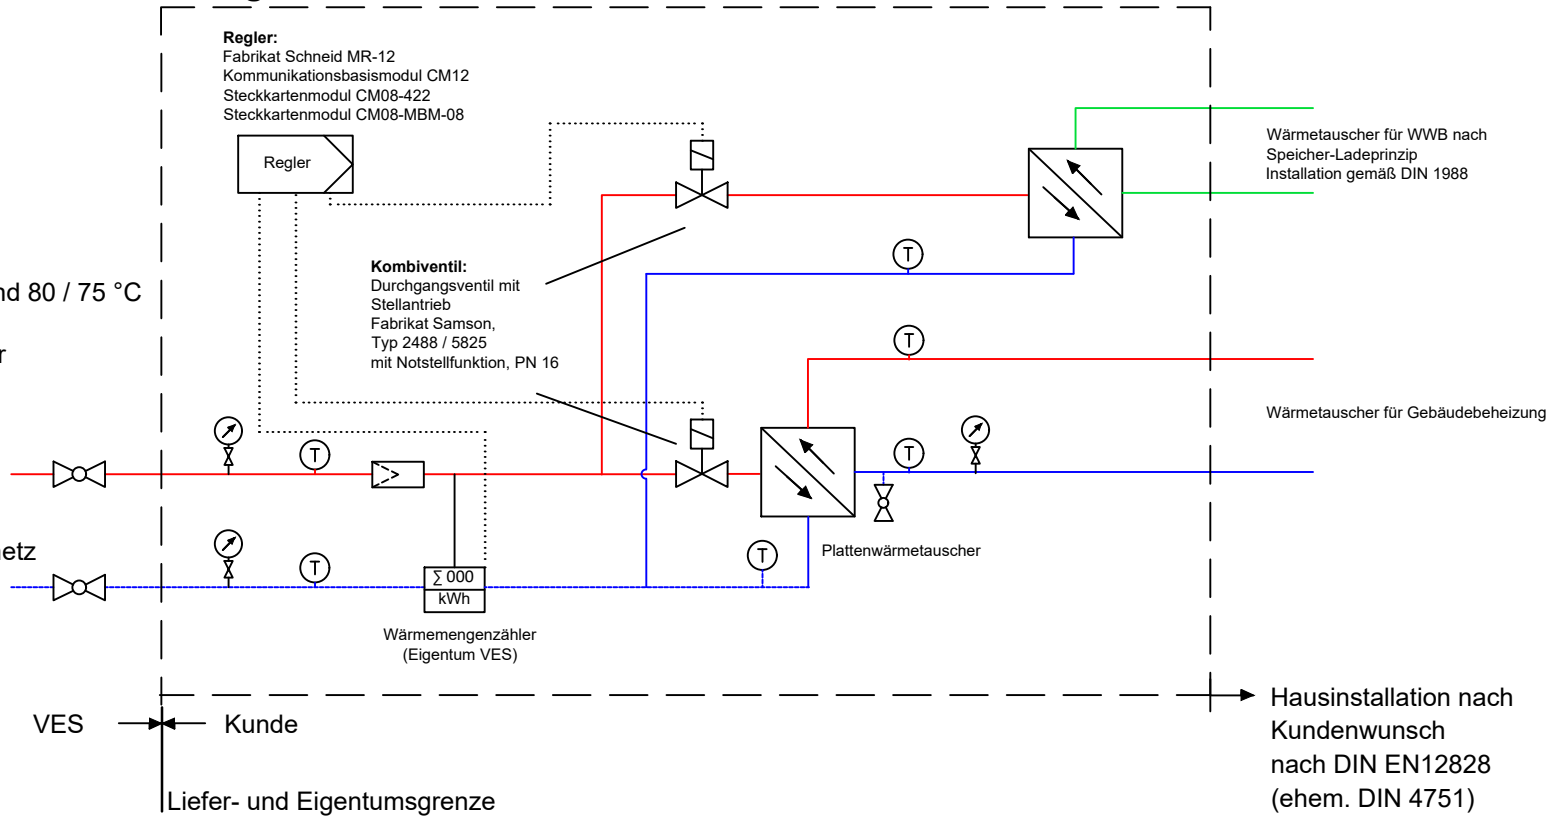 Regler:
Fabrikat Schneid MR-12
Kommunikationsbasismodul CM12
Steckkartenmodul CM08-422
Steckkartenmodul CM08-MBM-08
Regler
Wärmetauscher für WWB nach
Speicher-Ladeprinzip
Installation gemäß DIN 1988
T
Kombiventil:
Durchgangsventil mit
Stellantrieb
Fabrikat Samson,
Typ 2488 / 5825
mit Notstellfunktion, PN 16
80 / 75 °C
T
Wärmetauscher für Gebäudebeheizung
T
T
T
T
Plattenwärmetauscher
∑ 000
kWh
Wärmemengenzähler
(Eigentum VES)
VES
Kunde
Liefer- und Eigentumsgrenze
Hausinstallation nach
Kundenwunsch
nach DIN EN12828
(ehem. DIN 4751)